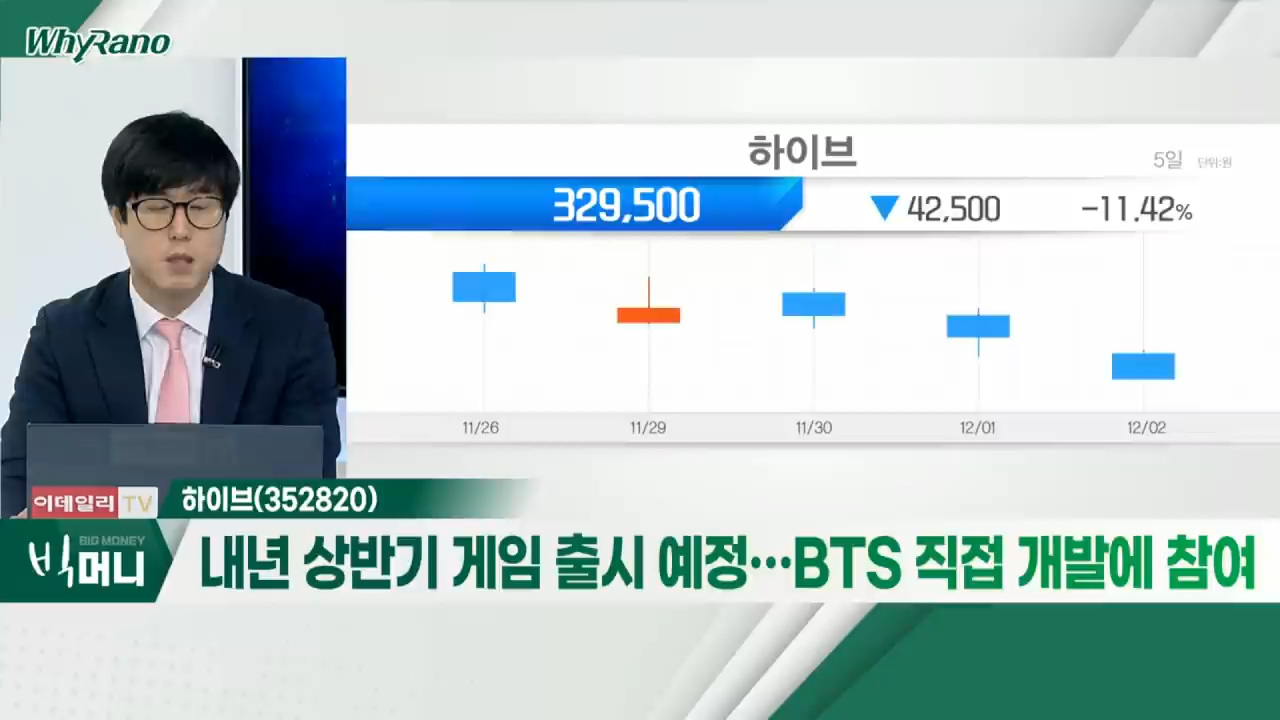 WhyRano
하이브
5일 단위:원
329,500 ▼ 42,500 -11.42%
11/26 11/29 11/30 12/01 12/02
이데일리 TV
하이브(352820)
BIG MONEY
빅머니
내년 상반기 게임 출시 예정…BTS 직접 개발에 참여